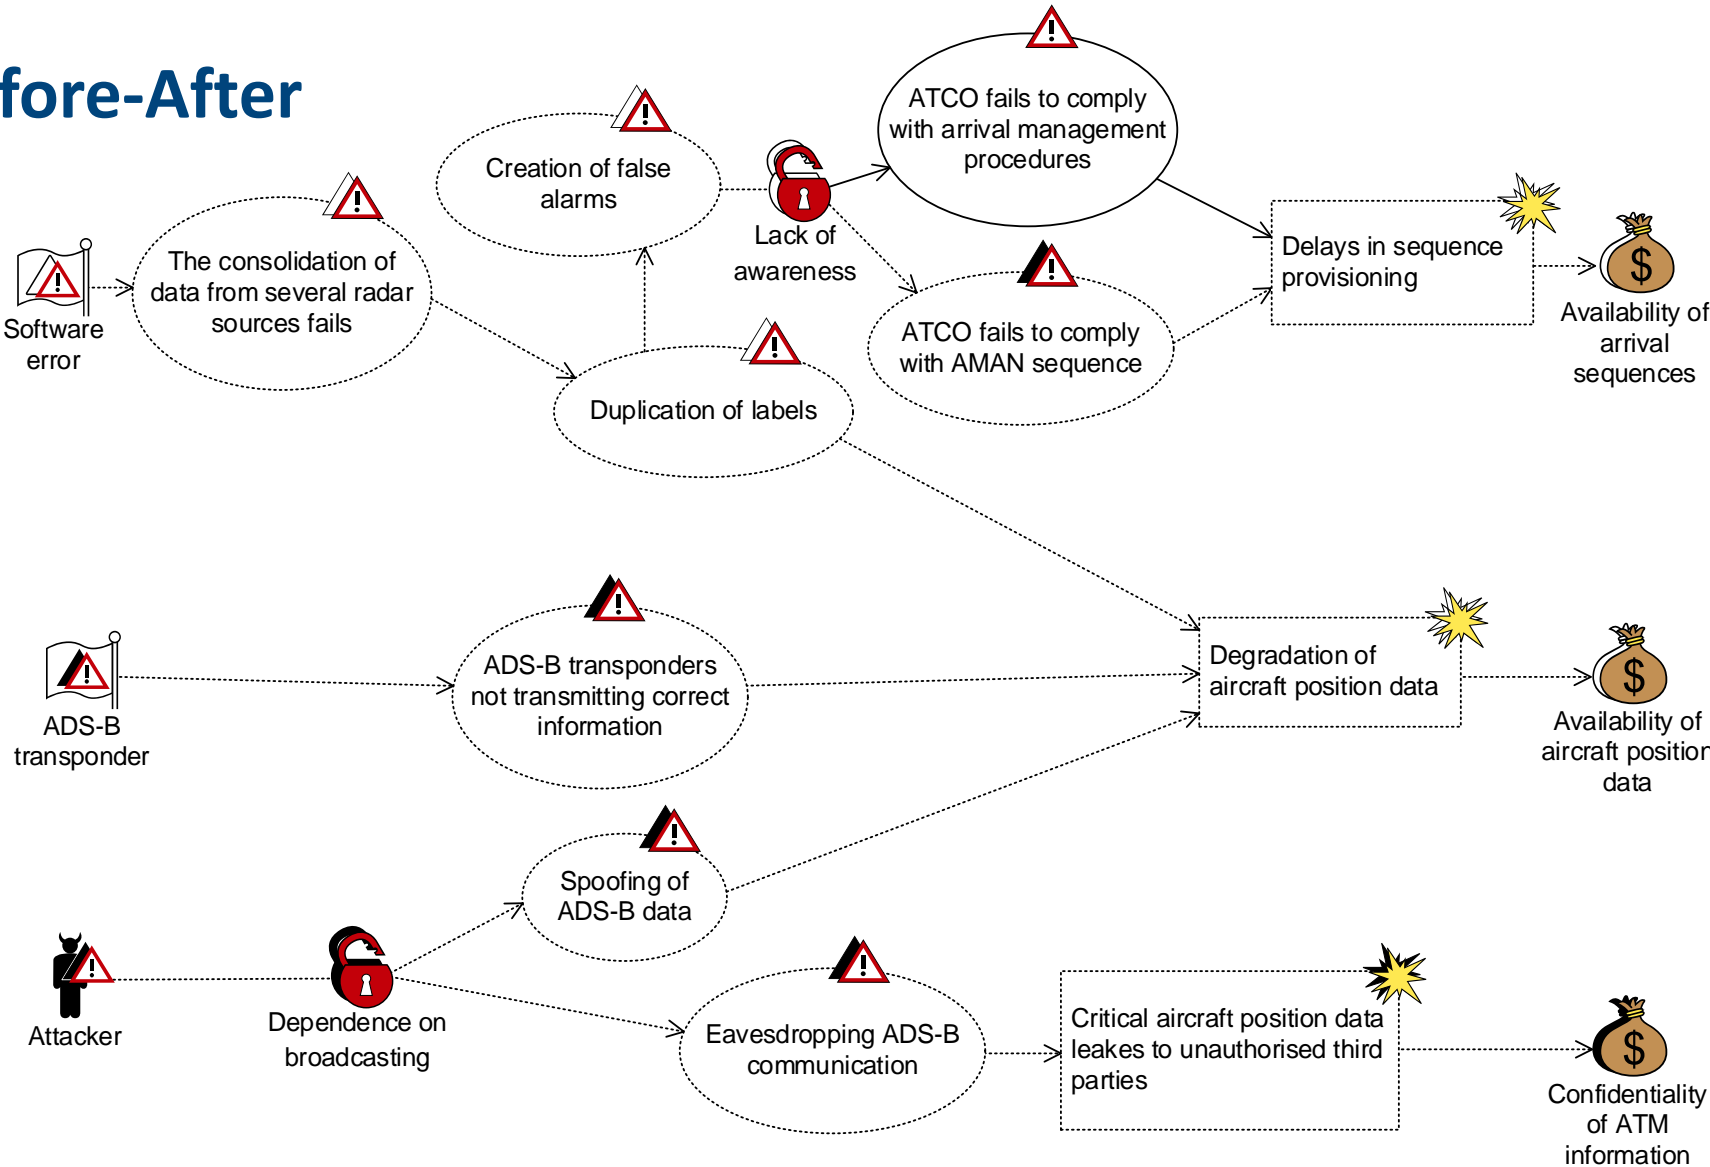 fore-After
ATCO fails to comply
with arrival management
procedures
Creation of false
alarms
Lack of
awareness
Delays in sequence
provisioning
The consolidation of
data from several radar
sources fails
Software
error
$
Availability of
arrival
sequences
ATCO fails to comply
with AMAN sequence
Duplication of labels
ADS-B transponders
not transmitting correct
information
ADS-B
transponder
Degradation of
aircraft position data
$
Availability of
aircraft position
data
Spoofing of
ADS-B data
Attacker
Dependence on
broadcasting
Eavesdropping ADS-B
communication
Critical aircraft position data
leakes to unauthorised third
parties
$
Confidentiality
of ATM
information